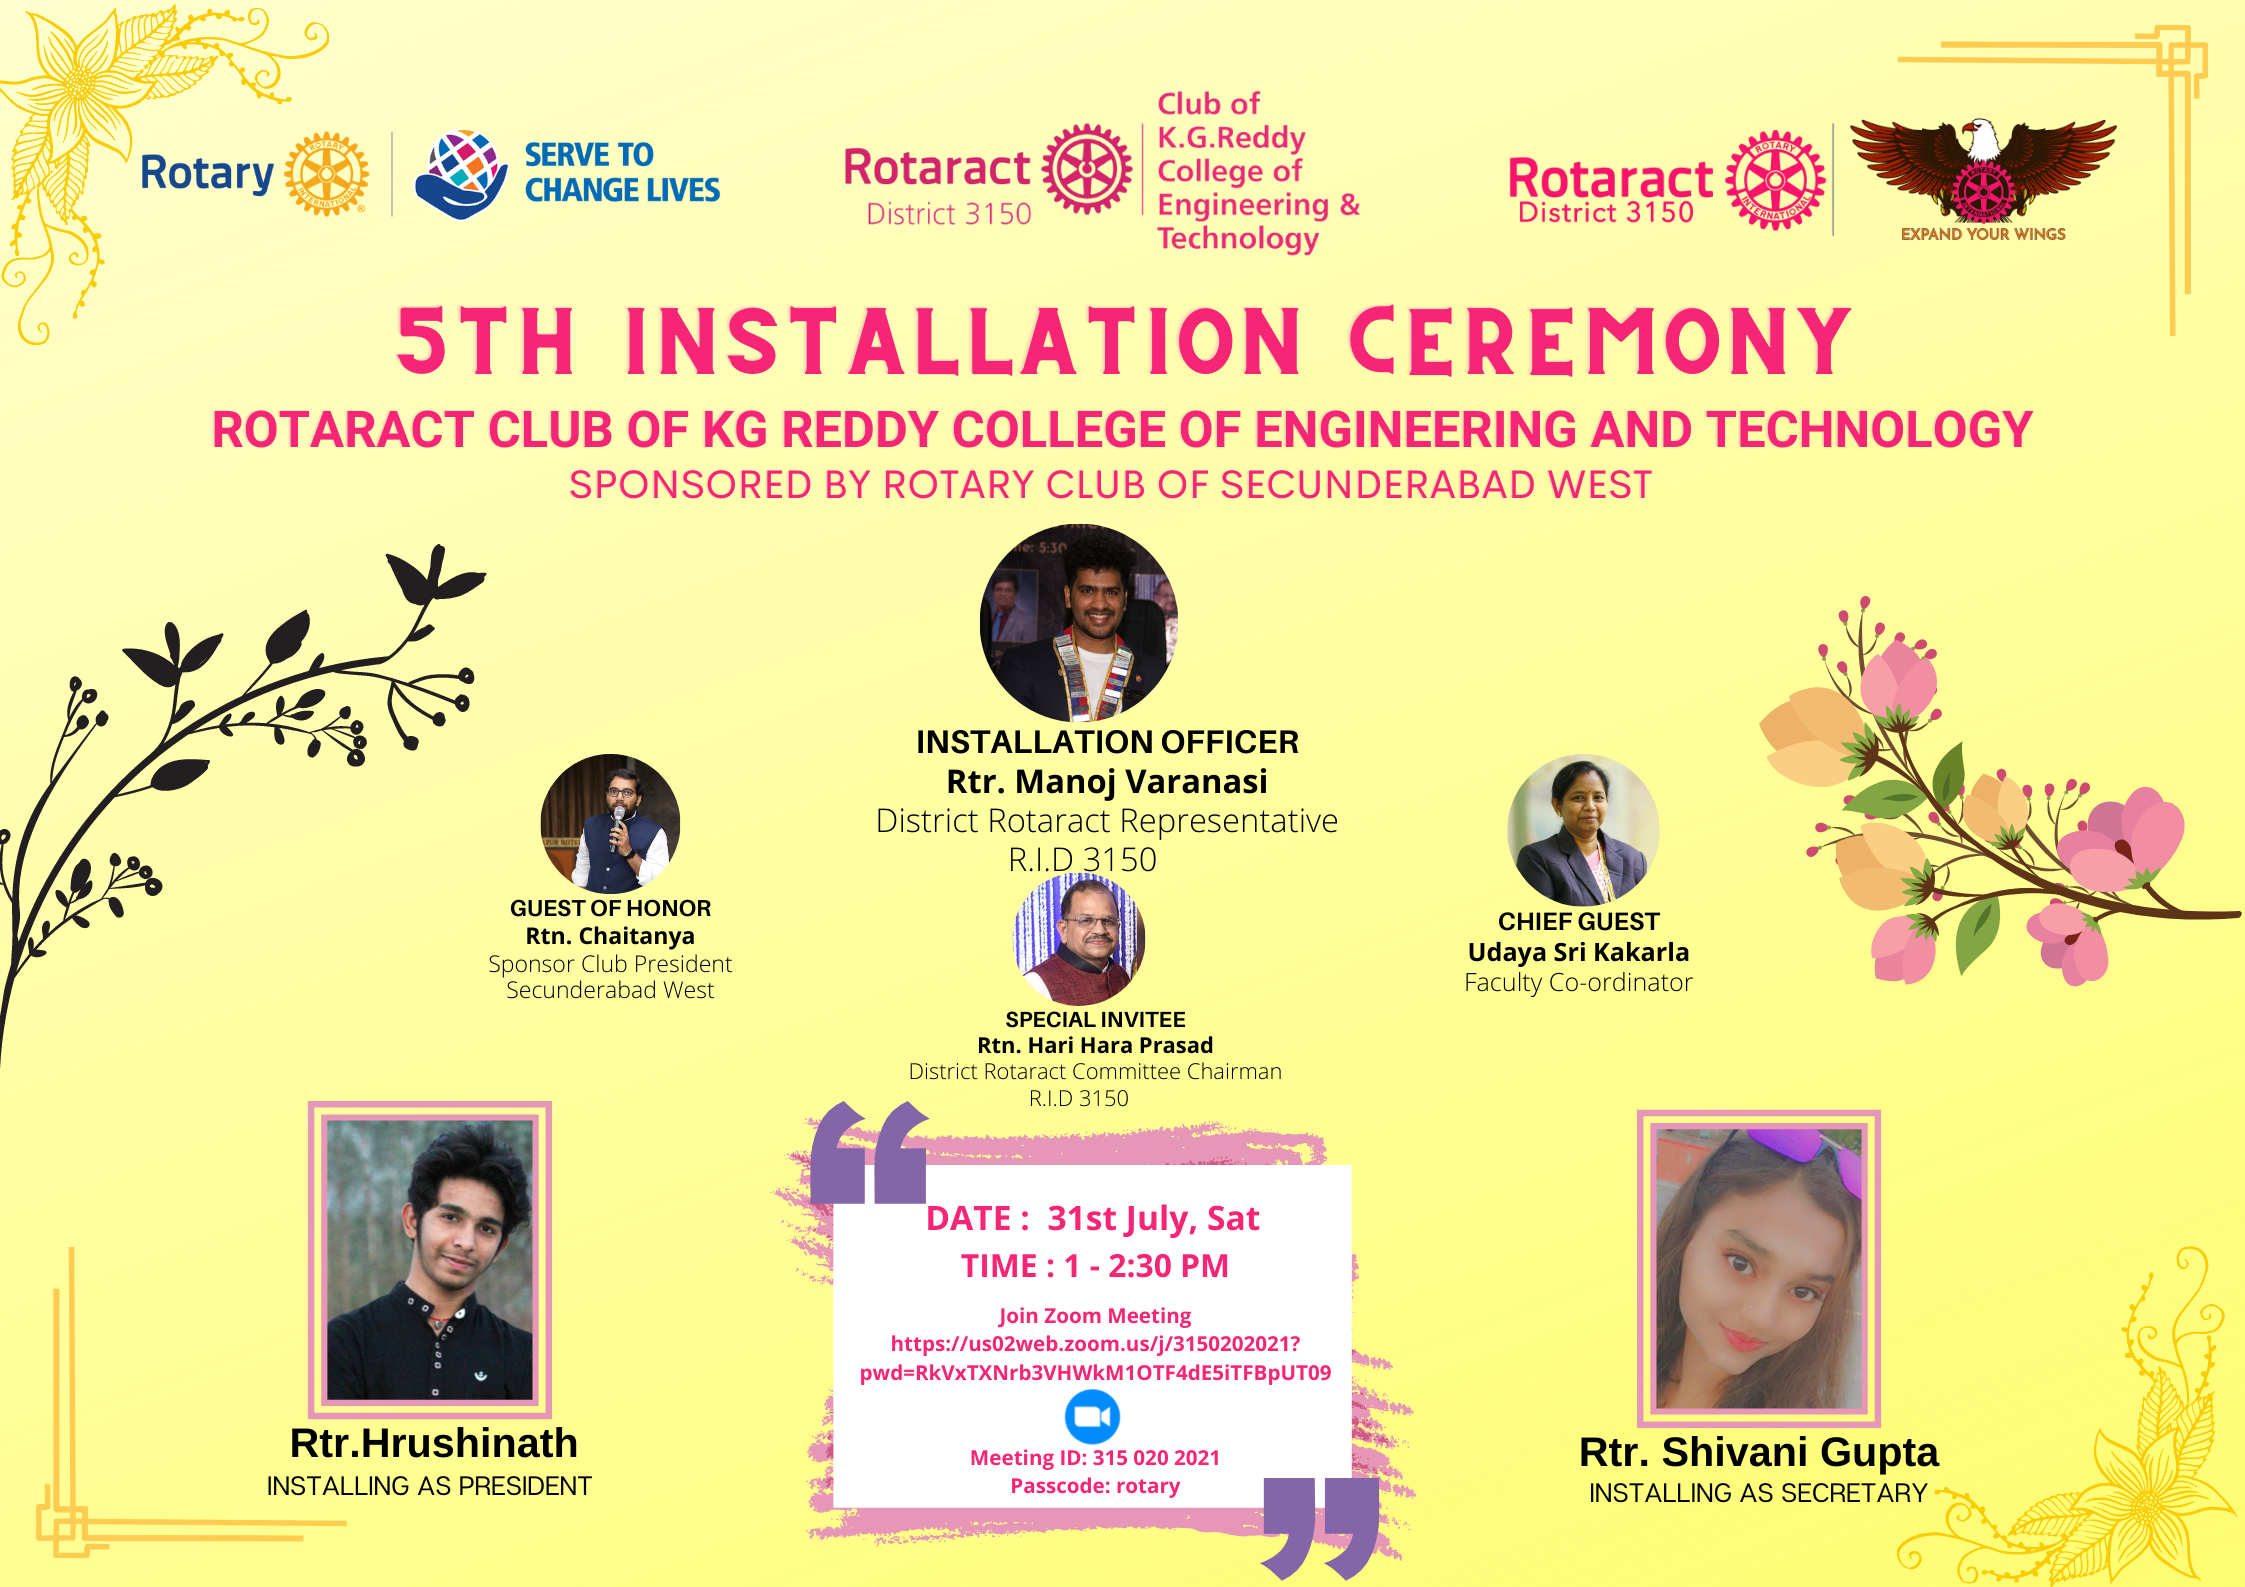 Rotary
SERVE TO
CHANGE LIVES
Rotaract
District 3150
Club of
K.G.Reddy
College of
Engineering &
Technology
Rotaract
District 3150
ROTARY
INTERNATIONAL
EXPAND YOUR WINGS
5TH INSTALLATION CEREMONY
ROTARACT CLUB OF KG REDDY COLLEGE OF ENGINEERING AND TECHNOLOGY
SPONSORED BY ROTARY CLUB OF SECUNDERABAD WEST
INSTALLATION OFFICER
Rtr. Manoj Varanasi
District Rotaract Representative
R.I.D 3150
GUEST OF HONOR
Rtn. Chaitanya
Sponsor Club President
Secunderabad West
SPECIAL INVITEE
Rtn. Hari Hara Prasad
District Rotaract Committee Chairman
R.I.D 3150
CHIEF GUEST
Udaya Sri Kakarla
Faculty Co-ordinator
Rtr.Hrushinath
INSTALLING AS PRESIDENT
DATE : 31st July, Sat
TIME : 1 - 2:30 PM
Join Zoom Meeting
https://us02web.zoom.us/j/3150202021?
pwd=RkVxTXNrb3VHWkM1OTF4dE5iTFBpUT09
Meeting ID: 315 020 2021
Passcode: rotary
Rtr. Shivani Gupta
INSTALLING AS SECRETARY